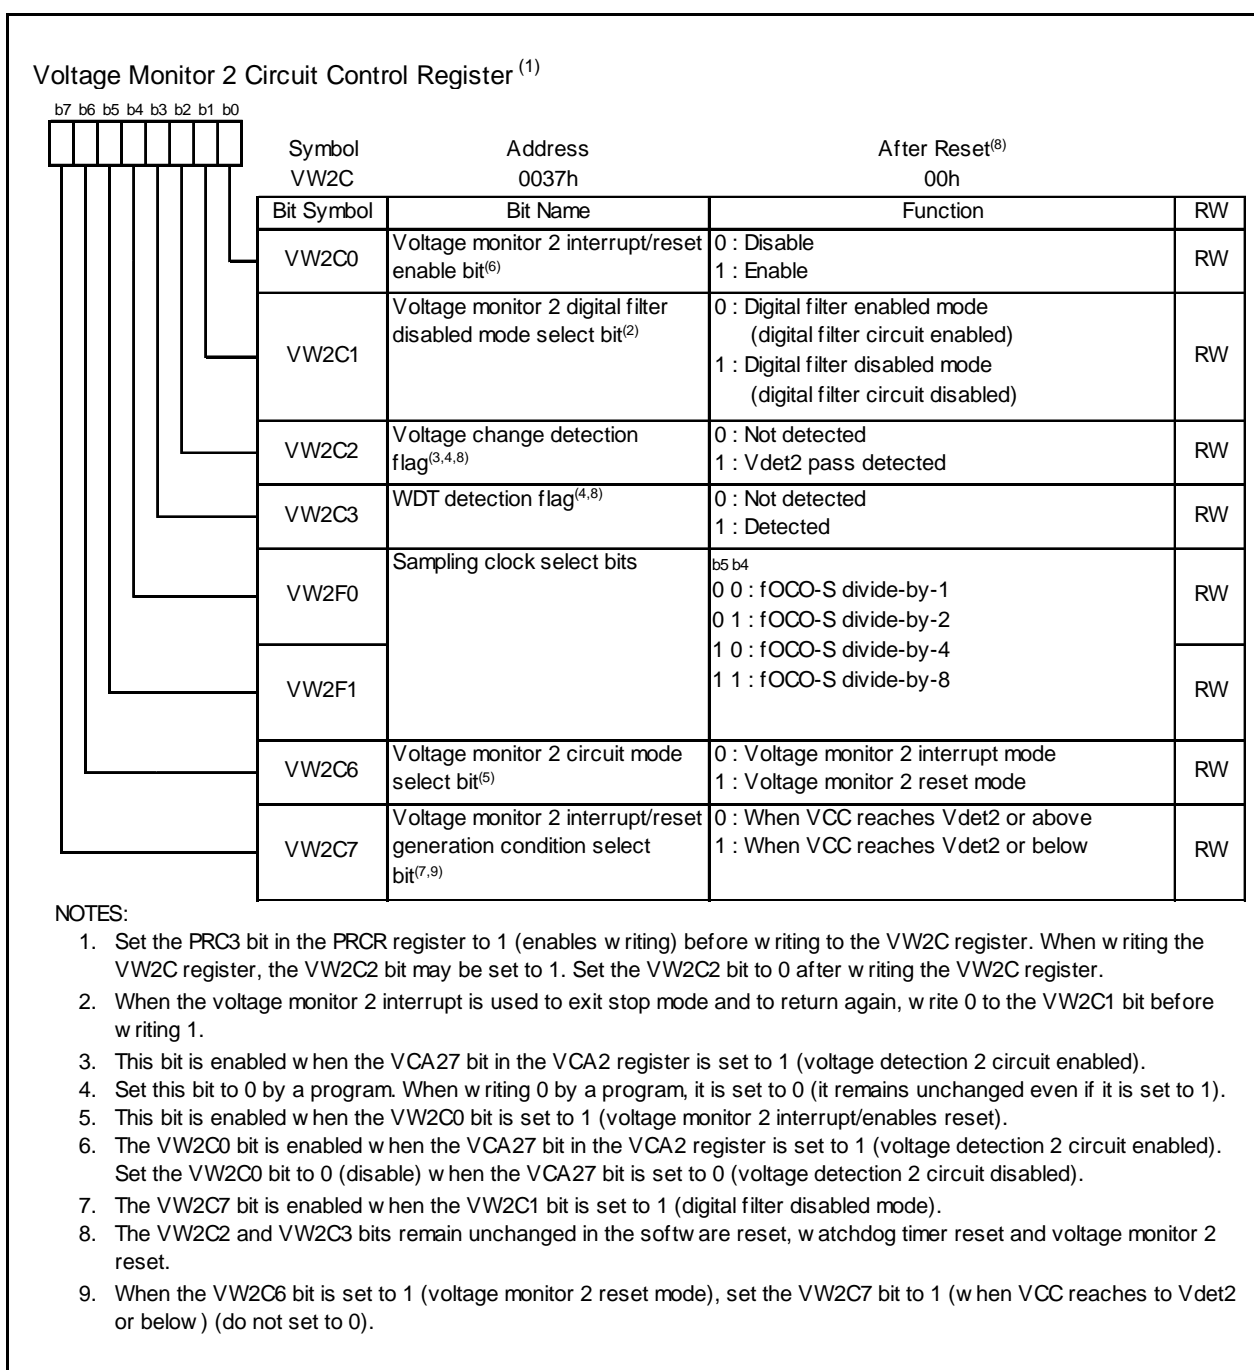 Voltage Monitor 2 Circuit Control Register (1)
b7 b6 b5 b4 b3 b2 b1 b0
Symbol Address After Reset(8)
VW2C 0037h 00h
Bit Symbol Bit Name Function RW
VW2C0 Voltage monitor 2 interrupt/reset 0 : Disable RW
enable bit(6) 1 : Enable
VW2C1 Voltage monitor 2 digital filter 0 : Digital filter enabled mode RW
disabled mode select bit(2) (digital filter circuit enabled)
1 : Digital filter disabled mode
(digital filter circuit disabled)
VW2C2 Voltage change detection 0 : Not detected RW
flag(3,4,8) 1 : Vdet2 pass detected
VW2C3 WDT detection flag(4,8) 0 : Not detected RW
1 : Detected
VW2F0 Sampling clock select bits b5 b4 RW
0 0 : fOCO-S divide-by-1
0 1 : fOCO-S divide-by-2
1 0 : fOCO-S divide-by-4
VW2F1 1 1 : fOCO-S divide-by-8 RW
VW2C6 Voltage monitor 2 circuit mode 0 : Voltage monitor 2 interrupt mode RW
select bit(5) 1 : Voltage monitor 2 reset mode
VW2C7 Voltage monitor 2 interrupt/reset 0 : When VCC reaches Vdet2 or above RW
generation condition select 1 : When VCC reaches Vdet2 or below
bit(7,9)
NOTES:
1. Set the PRC3 bit in the PRCR register to 1 (enables writing) before writing to the VW2C register. When writing the
VW2C register, the VW2C2 bit may be set to 1. Set the VW2C2 bit to 0 after writing the VW2C register.
2. When the voltage monitor 2 interrupt is used to exit stop mode and to return again, write 0 to the VW2C1 bit before
writing 1.
3. This bit is enabled when the VCA27 bit in the VCA2 register is set to 1 (voltage detection 2 circuit enabled).
4. Set this bit to 0 by a program. When writing 0 by a program, it is set to 0 (it remains unchanged even if it is set to 1).
5. This bit is enabled when the VW2C0 bit is set to 1 (voltage monitor 2 interrupt/enables reset).
6. The VW2C0 bit is enabled when the VCA27 bit in the VCA2 register is set to 1 (voltage detection 2 circuit enabled).
Set the VW2C0 bit to 0 (disable) when the VCA27 bit is set to 0 (voltage detection 2 circuit disabled).
7. The VW2C7 bit is enabled when the VW2C1 bit is set to 1 (digital filter disabled mode).
8. The VW2C2 and VW2C3 bits remain unchanged in the software reset, watchdog timer reset and voltage monitor 2
reset.
9. When the VW2C6 bit is set to 1 (voltage monitor 2 reset mode), set the VW2C7 bit to 1 (when VCC reaches to Vdet2
or below) (do not set to 0).